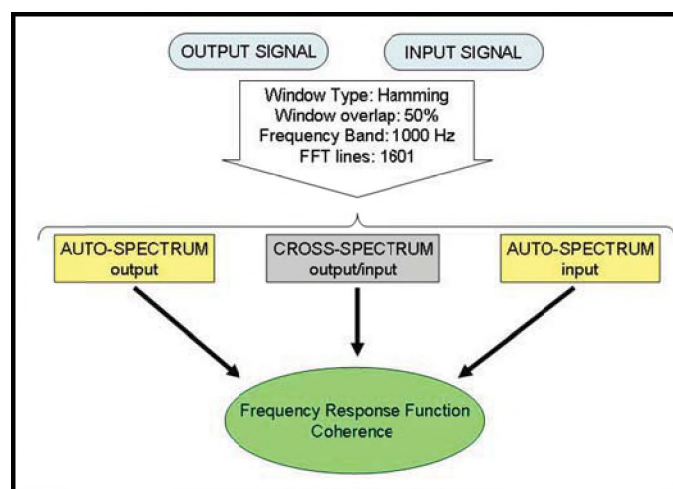 OUTPUT SIGNAL
INPUT SIGNAL
Window Type: Hamming
Window overlap: 50%
Frequency Band: 1000 Hz
FFT lines: 1601
AUTO-SPECTRUM
output
CROSS-SPECTRUM
output/input
AUTO-SPECTRUM
input
Frequency Response Function
Coherence